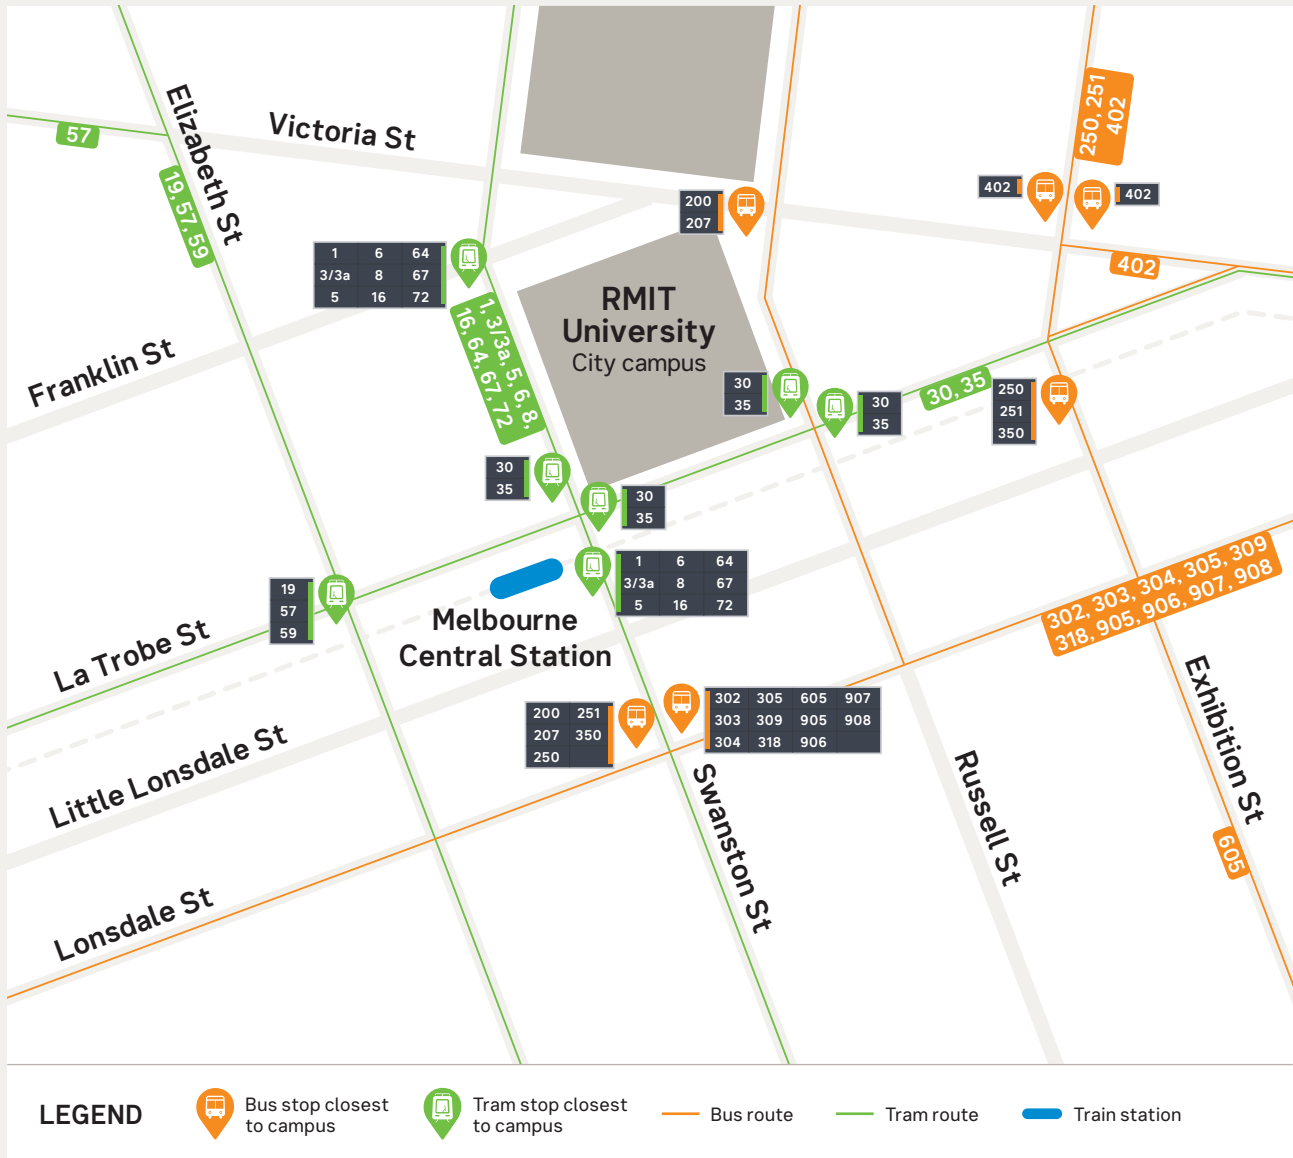 Elizabeth St
Victoria St
57
19, 57, 59
250, 251
402
402
402
402
200
207
1 6 64
3/3a 8 67
5 16 72
1, 3/3a, 5, 6, 8,
16, 64, 67, 72
RMIT
University
City campus
Franklin St
30
35
30
35
30, 35
250
251
350
30
35
30
35
1 6 64
3/3a 8 67
5 16 72
19
57
59
Melbourne
Central Station
La Trobe St
302, 303, 304, 305, 309
318, 905, 906, 907, 908
Little Lonsdale St
200 251
207 350
250
302 305 605 907
303 309 905 908
304 318 906
Exhibition St
Swanston St
Russell St
605
Lonsdale St
LEGEND
Bus stop closest
to campus
Tram stop closest
to campus
Bus route
Tram route
Train station